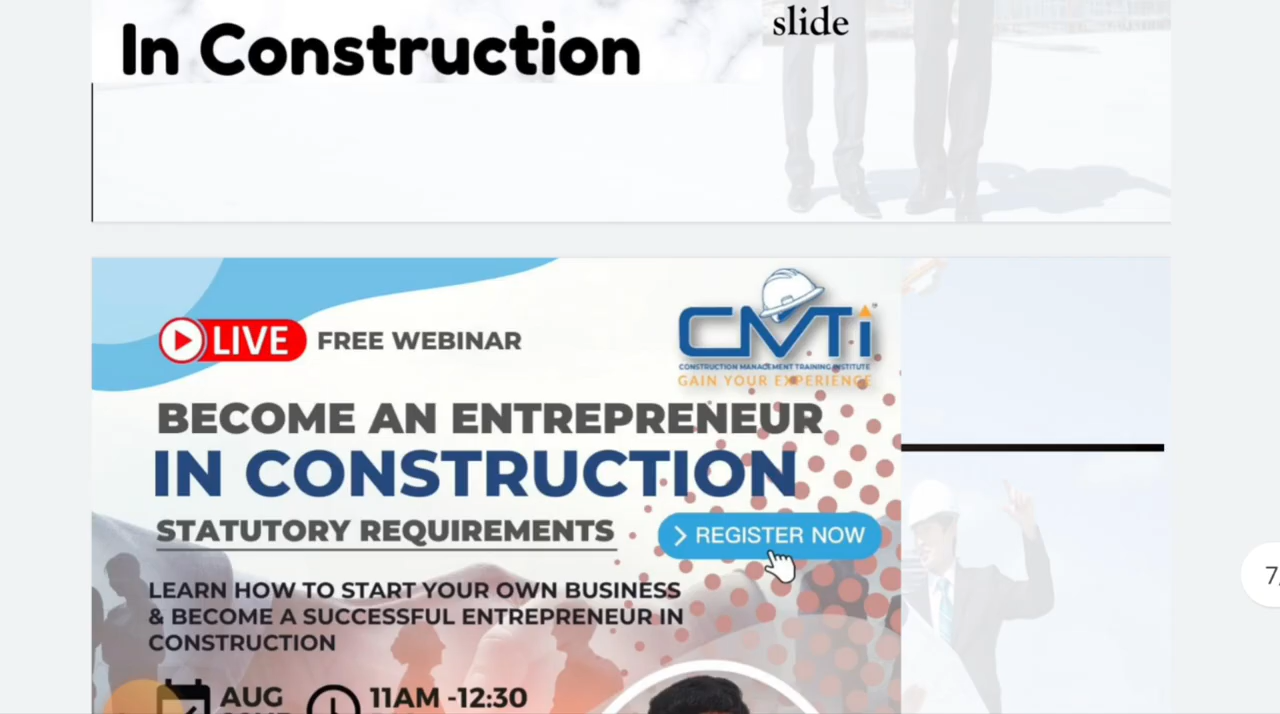 slide
In Construction
LIVE FREE WEBINAR
CMTi
CONSTRUCTION MANAGEMENT TRAINING INSTITUTE
GAIN YOUR EXPERIENCE
BECOME AN ENTREPRENEUR
IN CONSTRUCTION
STATUTORY REQUIREMENTS
> REGISTER NOW
LEARN HOW TO START YOUR OWN BUSINESS
& BECOME A SUCCESSFUL ENTREPRENEUR IN
CONSTRUCTION
AUG 11AM -12:30